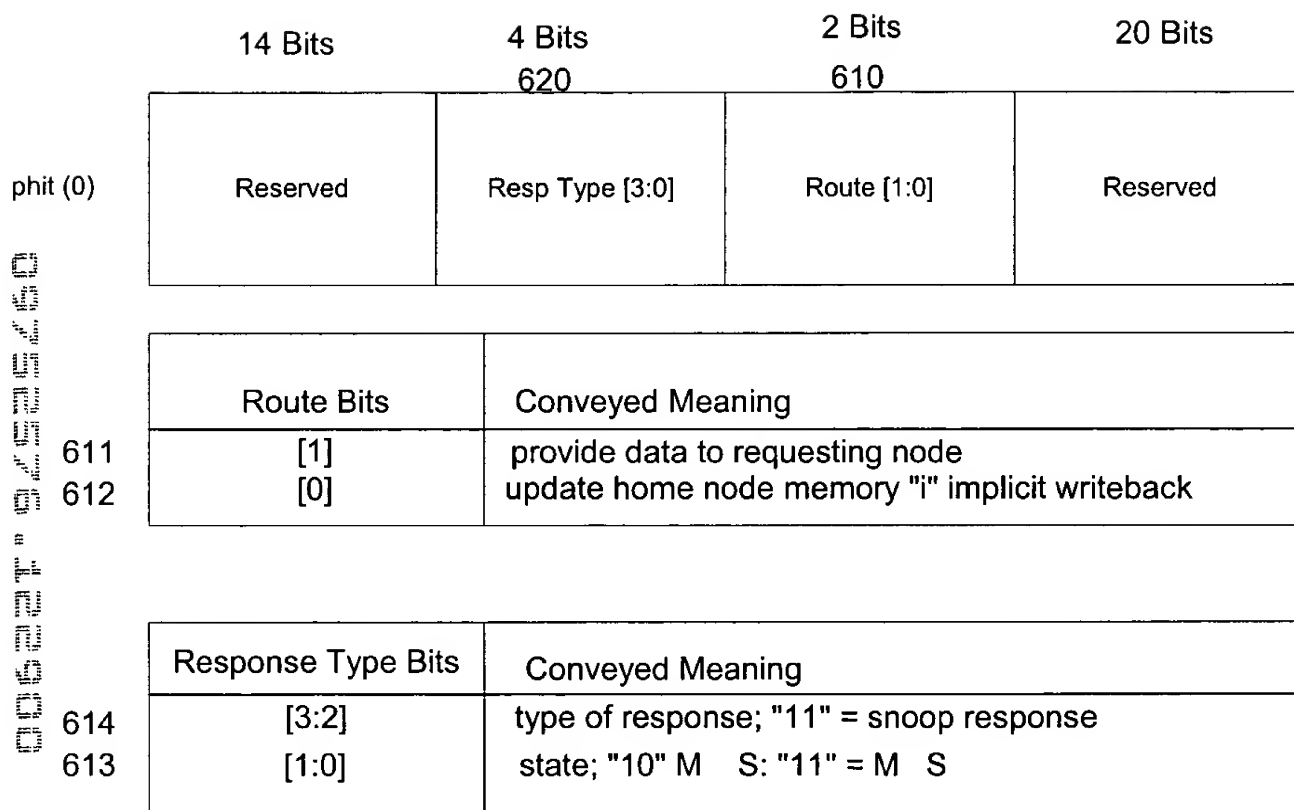 14 Bits 4 Bits 2 Bits 20 Bits
620 610
phit (0) Reserved Resp Type [3:0] Route [1:0] Reserved
Route Bits Conveyed Meaning
611 [1] provide data to requesting node
612 [0] update home node memory "i" implicit writeback
Response Type Bits Conveyed Meaning
614 [3:2] type of response; "11" = snoop response
613 [1:0] state; "10" M S: "11" = M S